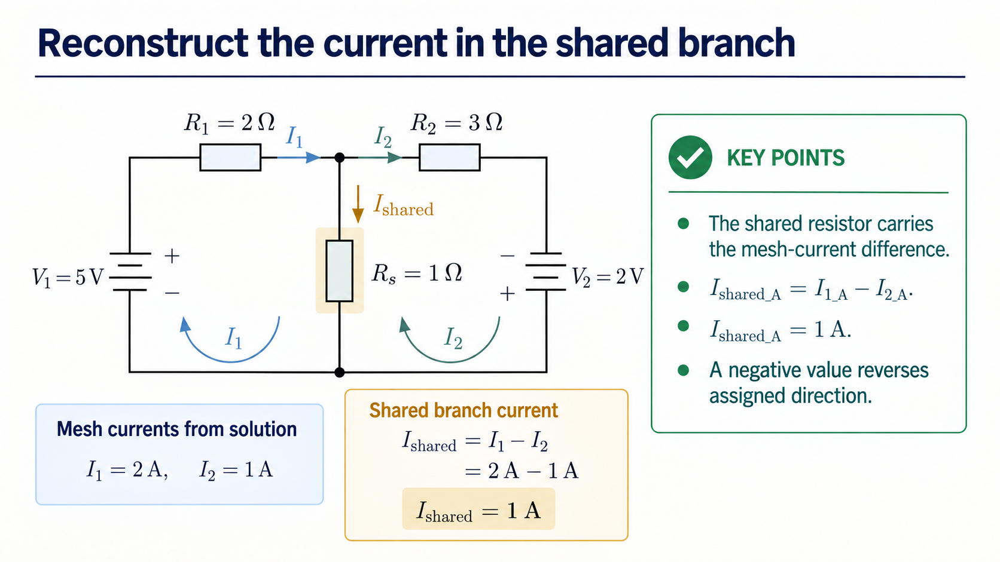 Reconstruct the current in the shared branch
R₁ = 2 Ω
I₁
I₂
R₂ = 3 Ω
I_shared
V₁ = 5 V
+
−
R_s = 1 Ω
−
+
V₂ = 2 V
I₁
I₂
Mesh currents from solution
I₁ = 2 A, I₂ = 1 A
Shared branch current
I_shared = I₁ − I₂
= 2 A − 1 A
I_shared = 1 A
KEY POINTS
The shared resistor carries
the mesh-current difference.
I_shared_A = I_1_A − I_2_A.
I_shared_A = 1 A.
A negative value reverses
assigned direction.